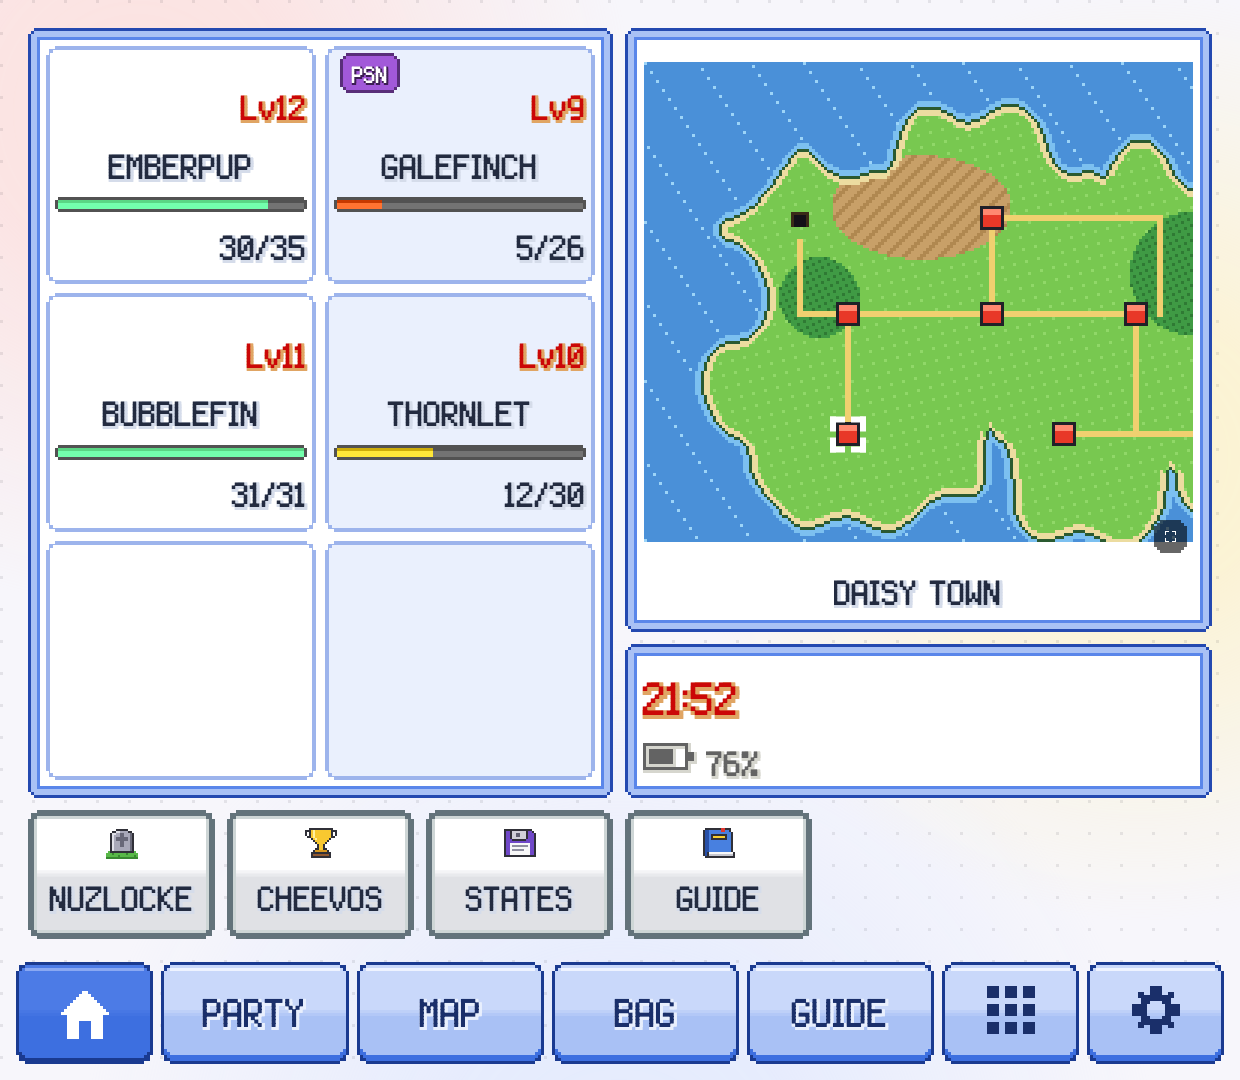 Lv12
EMBERPUP
30/35
PSN
Lv9
GALEFINCH
5/26
Lv11
BUBBLEFIN
31/31
Lv10
THORNLET
12/30
DAISY TOWN
21:52
76%
NUZLOCKE
CHEEVOS
STATES
GUIDE
PARTY
MAP
BAG
GUIDE